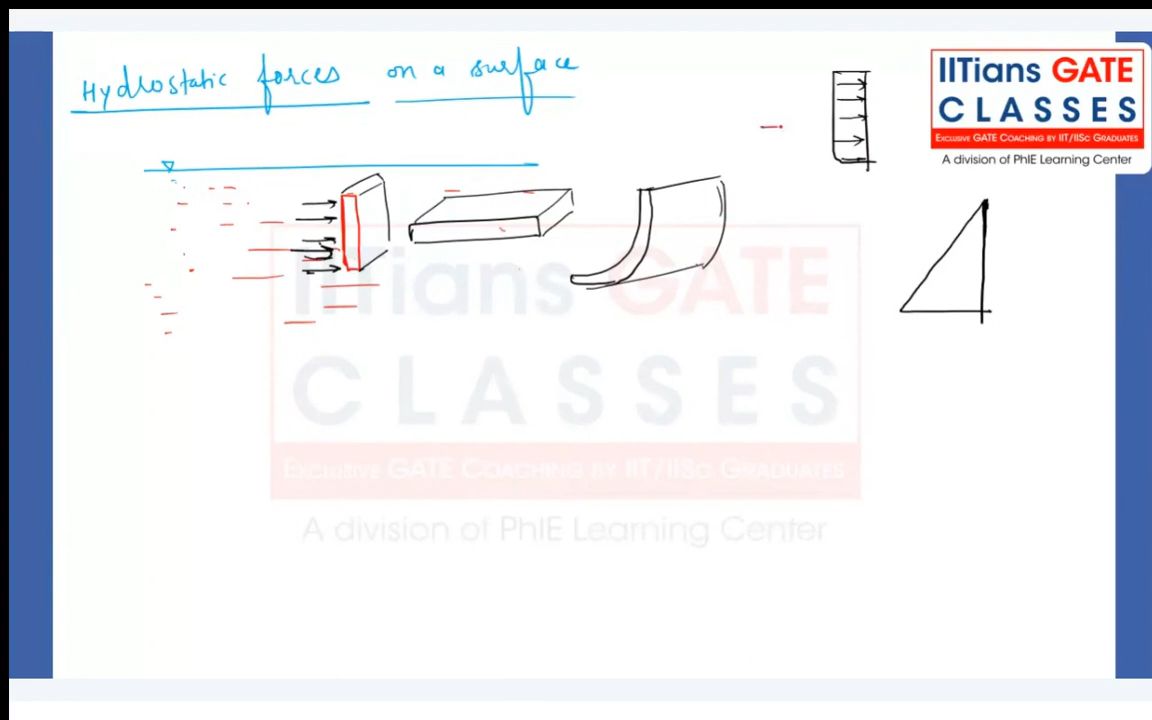 Hydrostatic forces on a surface
IITians GATE
CLASSES
EXCLUSIVE GATE COACHING BY IIT/IISC GRADUATES
A division of PhIE Learning Center
IITians GATE
CLASSES
EXCLUSIVE GATE COACHING BY IIT/IISC GRADUATES
A division of PhIE Learning Center